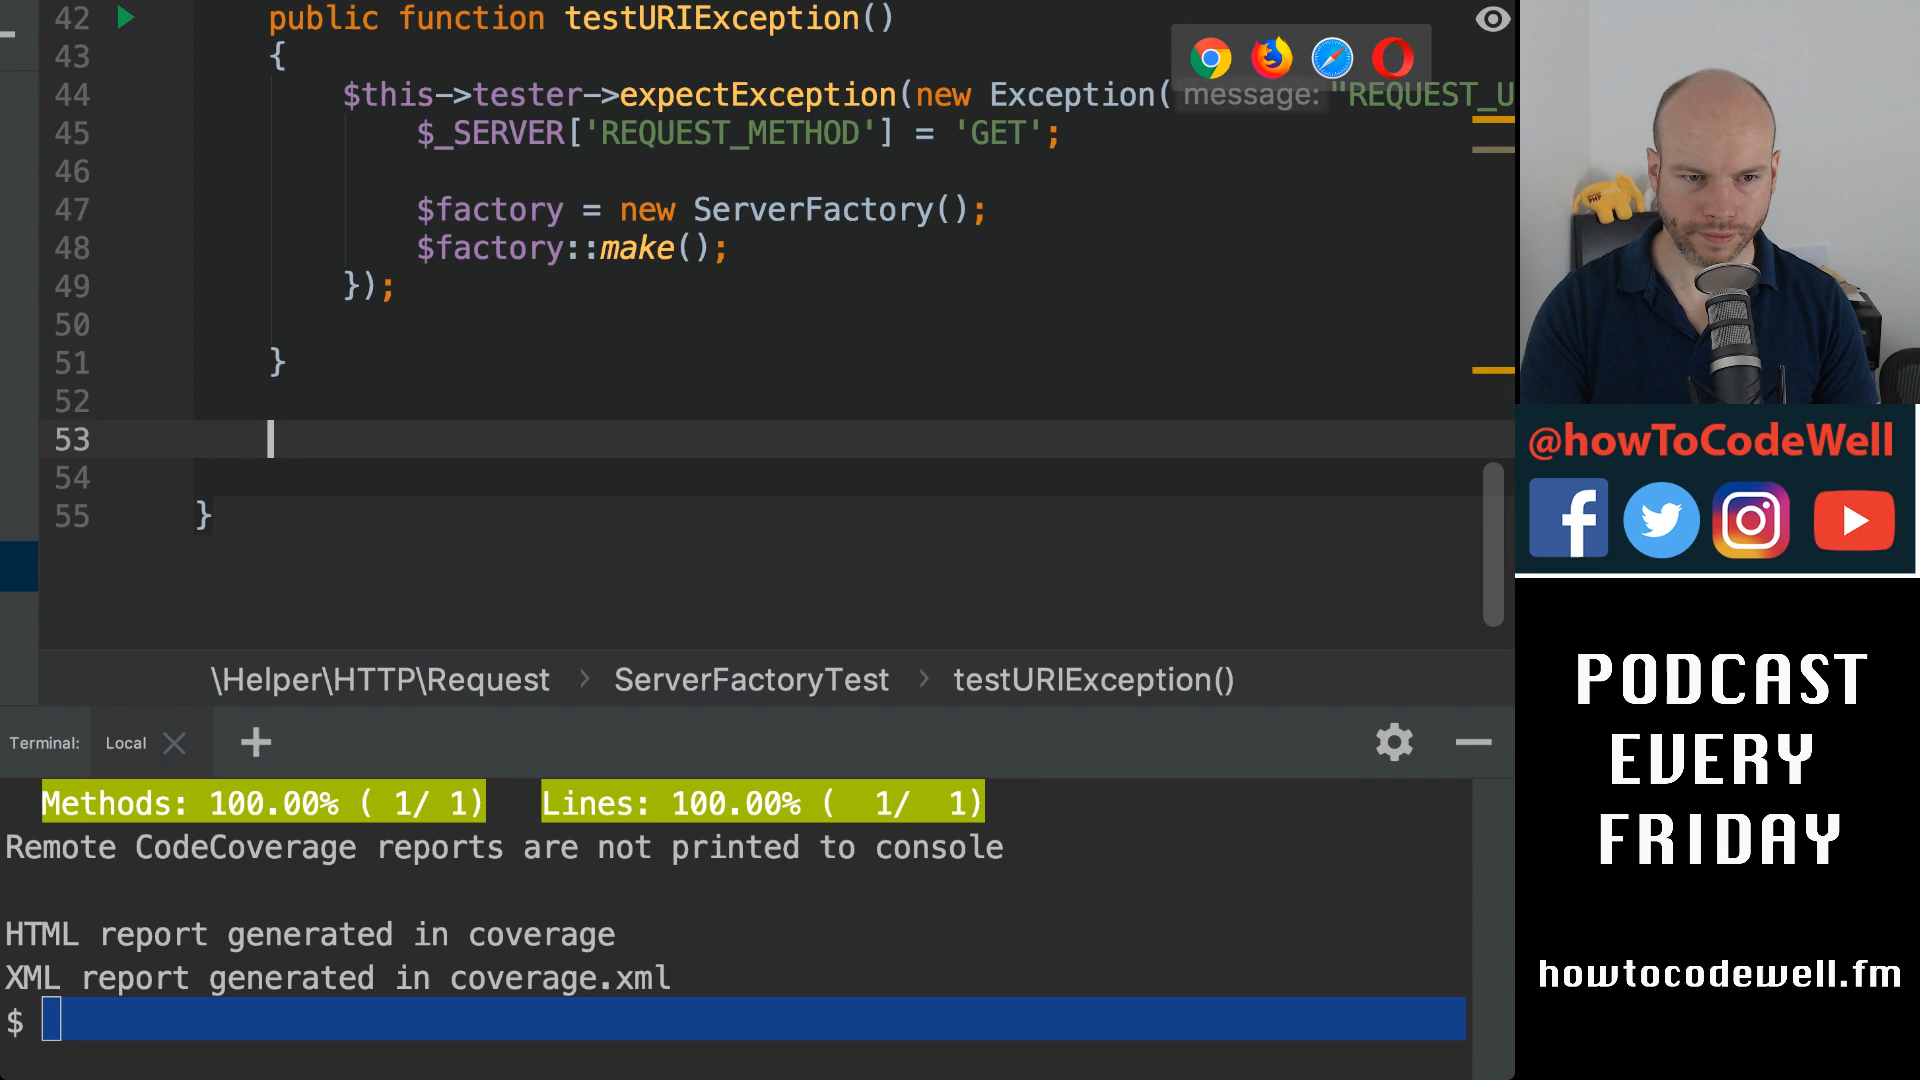 42 public function testURIException()
43 {
44 $this->tester->expectException(new Exception( message: "REQUEST_U
45 $_SERVER['REQUEST_METHOD'] = 'GET';
46
47 $factory = new ServerFactory();
48 $factory::make();
49 });
50
51 }
52
53
54
55 }
\Helper\HTTP\Request > ServerFactoryTest > testURIException()
Terminal: Local
Methods: 100.00% ( 1/ 1) Lines: 100.00% ( 1/ 1)
Remote CodeCoverage reports are not printed to console
HTML report generated in coverage
XML report generated in coverage.xml
$
PHP
@howToCodeWell
PODCAST
EVERY
FRIDAY
howtocodewell.fm